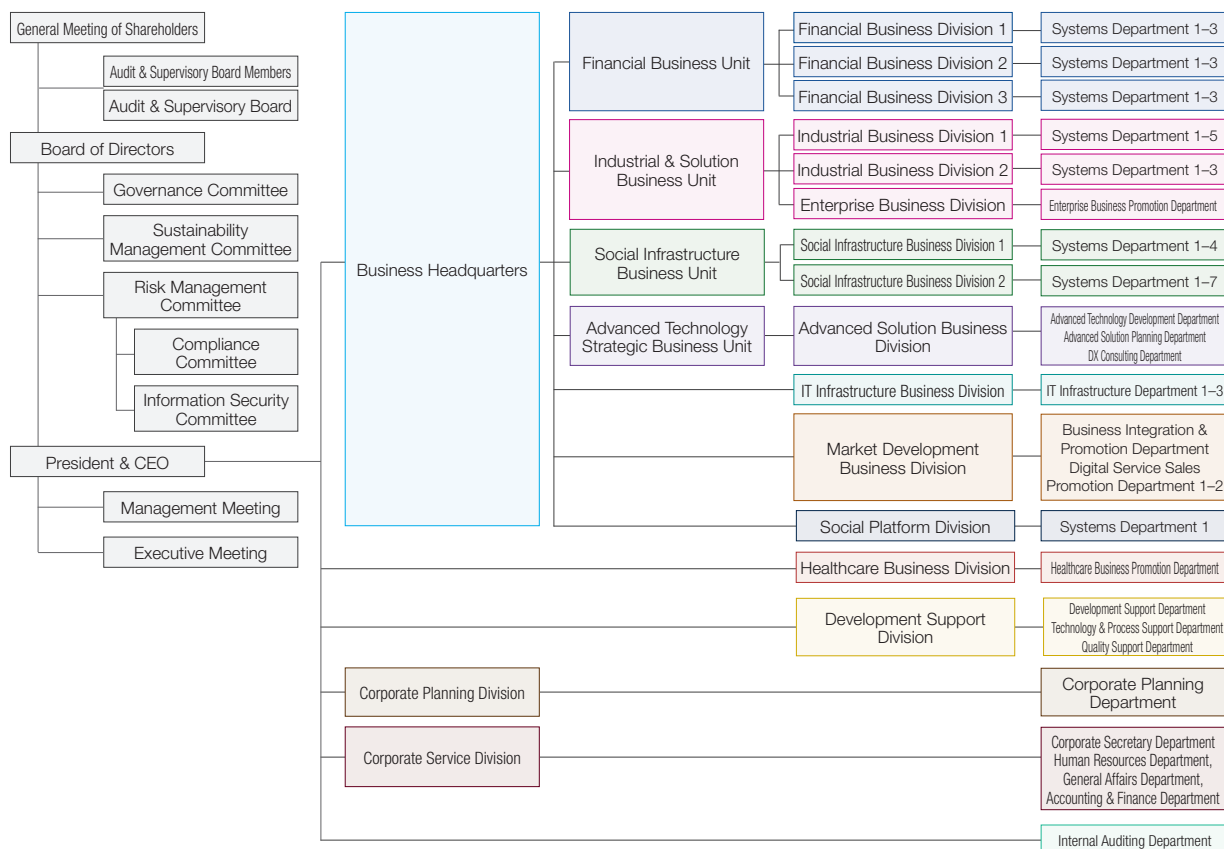 General Meeting of Shareholders
Audit & Supervisory Board Members
Audit & Supervisory Board
Board of Directors
Governance Committee
Sustainability
Management Committee
Risk Management
Committee
Compliance
Committee
Information Security
Committee
President & CEO
Management Meeting
Executive Meeting
Business Headquarters
Financial Business Unit
Financial Business Division 1
Systems Department 1–3
Financial Business Division 2
Systems Department 1–3
Financial Business Division 3
Systems Department 1–3
Industrial & Solution
Business Unit
Industrial Business Division 1
Systems Department 1–5
Industrial Business Division 2
Systems Department 1–3
Enterprise Business Division
Enterprise Business Promotion Department
Social Infrastructure
Business Unit
Social Infrastructure Business Division 1
Systems Department 1–4
Social Infrastructure Business Division 2
Systems Department 1–7
Advanced Technology
Strategic Business Unit
Advanced Solution Business
Division
Advanced Technology Development Department
Advanced Solution Planning Department
DX Consulting Department
IT Infrastructure Business Division
IT Infrastructure Department 1–3
Market Development
Business Division
Business Integration &
Promotion Department
Digital Service Sales
Promotion Department 1–2
Social Platform Division
Systems Department 1
Healthcare Business Division
Healthcare Business Promotion Department
Development Support
Division
Development Support Department
Technology & Process Support Department
Quality Support Department
Corporate Planning Division
Corporate Planning
Department
Corporate Service Division
Corporate Secretary Department
Human Resources Department,
General Affairs Department,
Accounting & Finance Department
Internal Auditing Department